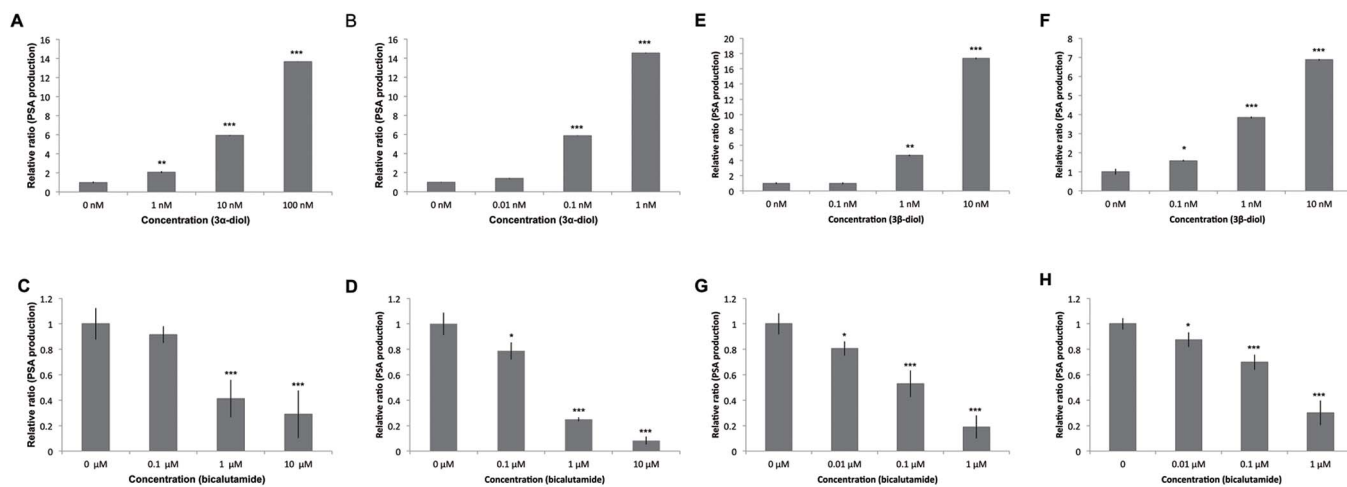 A
Relative ratio (PSA production)
16
14
12
10
8
6
4
2
0
**
***
***
0 nM 1 nM 10 nM 100 nM
Concentration (3α-diol)
B
Relative ratio (PSA production)
16
14
12
10
8
6
4
2
0
***
***
0 nM 0.01 nM 0.1 nM 1 nM
Concentration (3α-diol)
E
Relative ratio (PSA production)
20
18
16
14
12
10
8
6
4
2
0
**
***
0 nM 0.1 nM 1 nM 10 nM
Concentration (3β-diol)
F
Relative ratio (PSA production)
8
7
6
5
4
3
2
1
0
*
***
***
0 nM 0.1 nM 1 nM 10 nM
Concentration (3β-diol)
C
Relative ratio (PSA production)
1.2
1
0.8
0.6
0.4
0.2
0
***
***
0 μM 0.1 μM 1 μM 10 μM
Concentration (bicalutamide)
D
Relative ratio (PSA production)
1.2
1
0.8
0.6
0.4
0.2
0
*
***
***
0 μM 0.1 μM 1 μM 10 μM
Concentration (bicalutamide)
G
Relative ratio (PSA production)
1.2
1
0.8
0.6
0.4
0.2
0
*
***
***
0 μM 0.01 μM 0.1 μM 1 μM
Concentration (bicalutamide)
H
Relative ratio (PSA production)
1.2
1
0.8
0.6
0.4
0.2
0
*
***
***
0 0.01 μM 0.1 μM 1 μM
Concentration (bicalutamide)